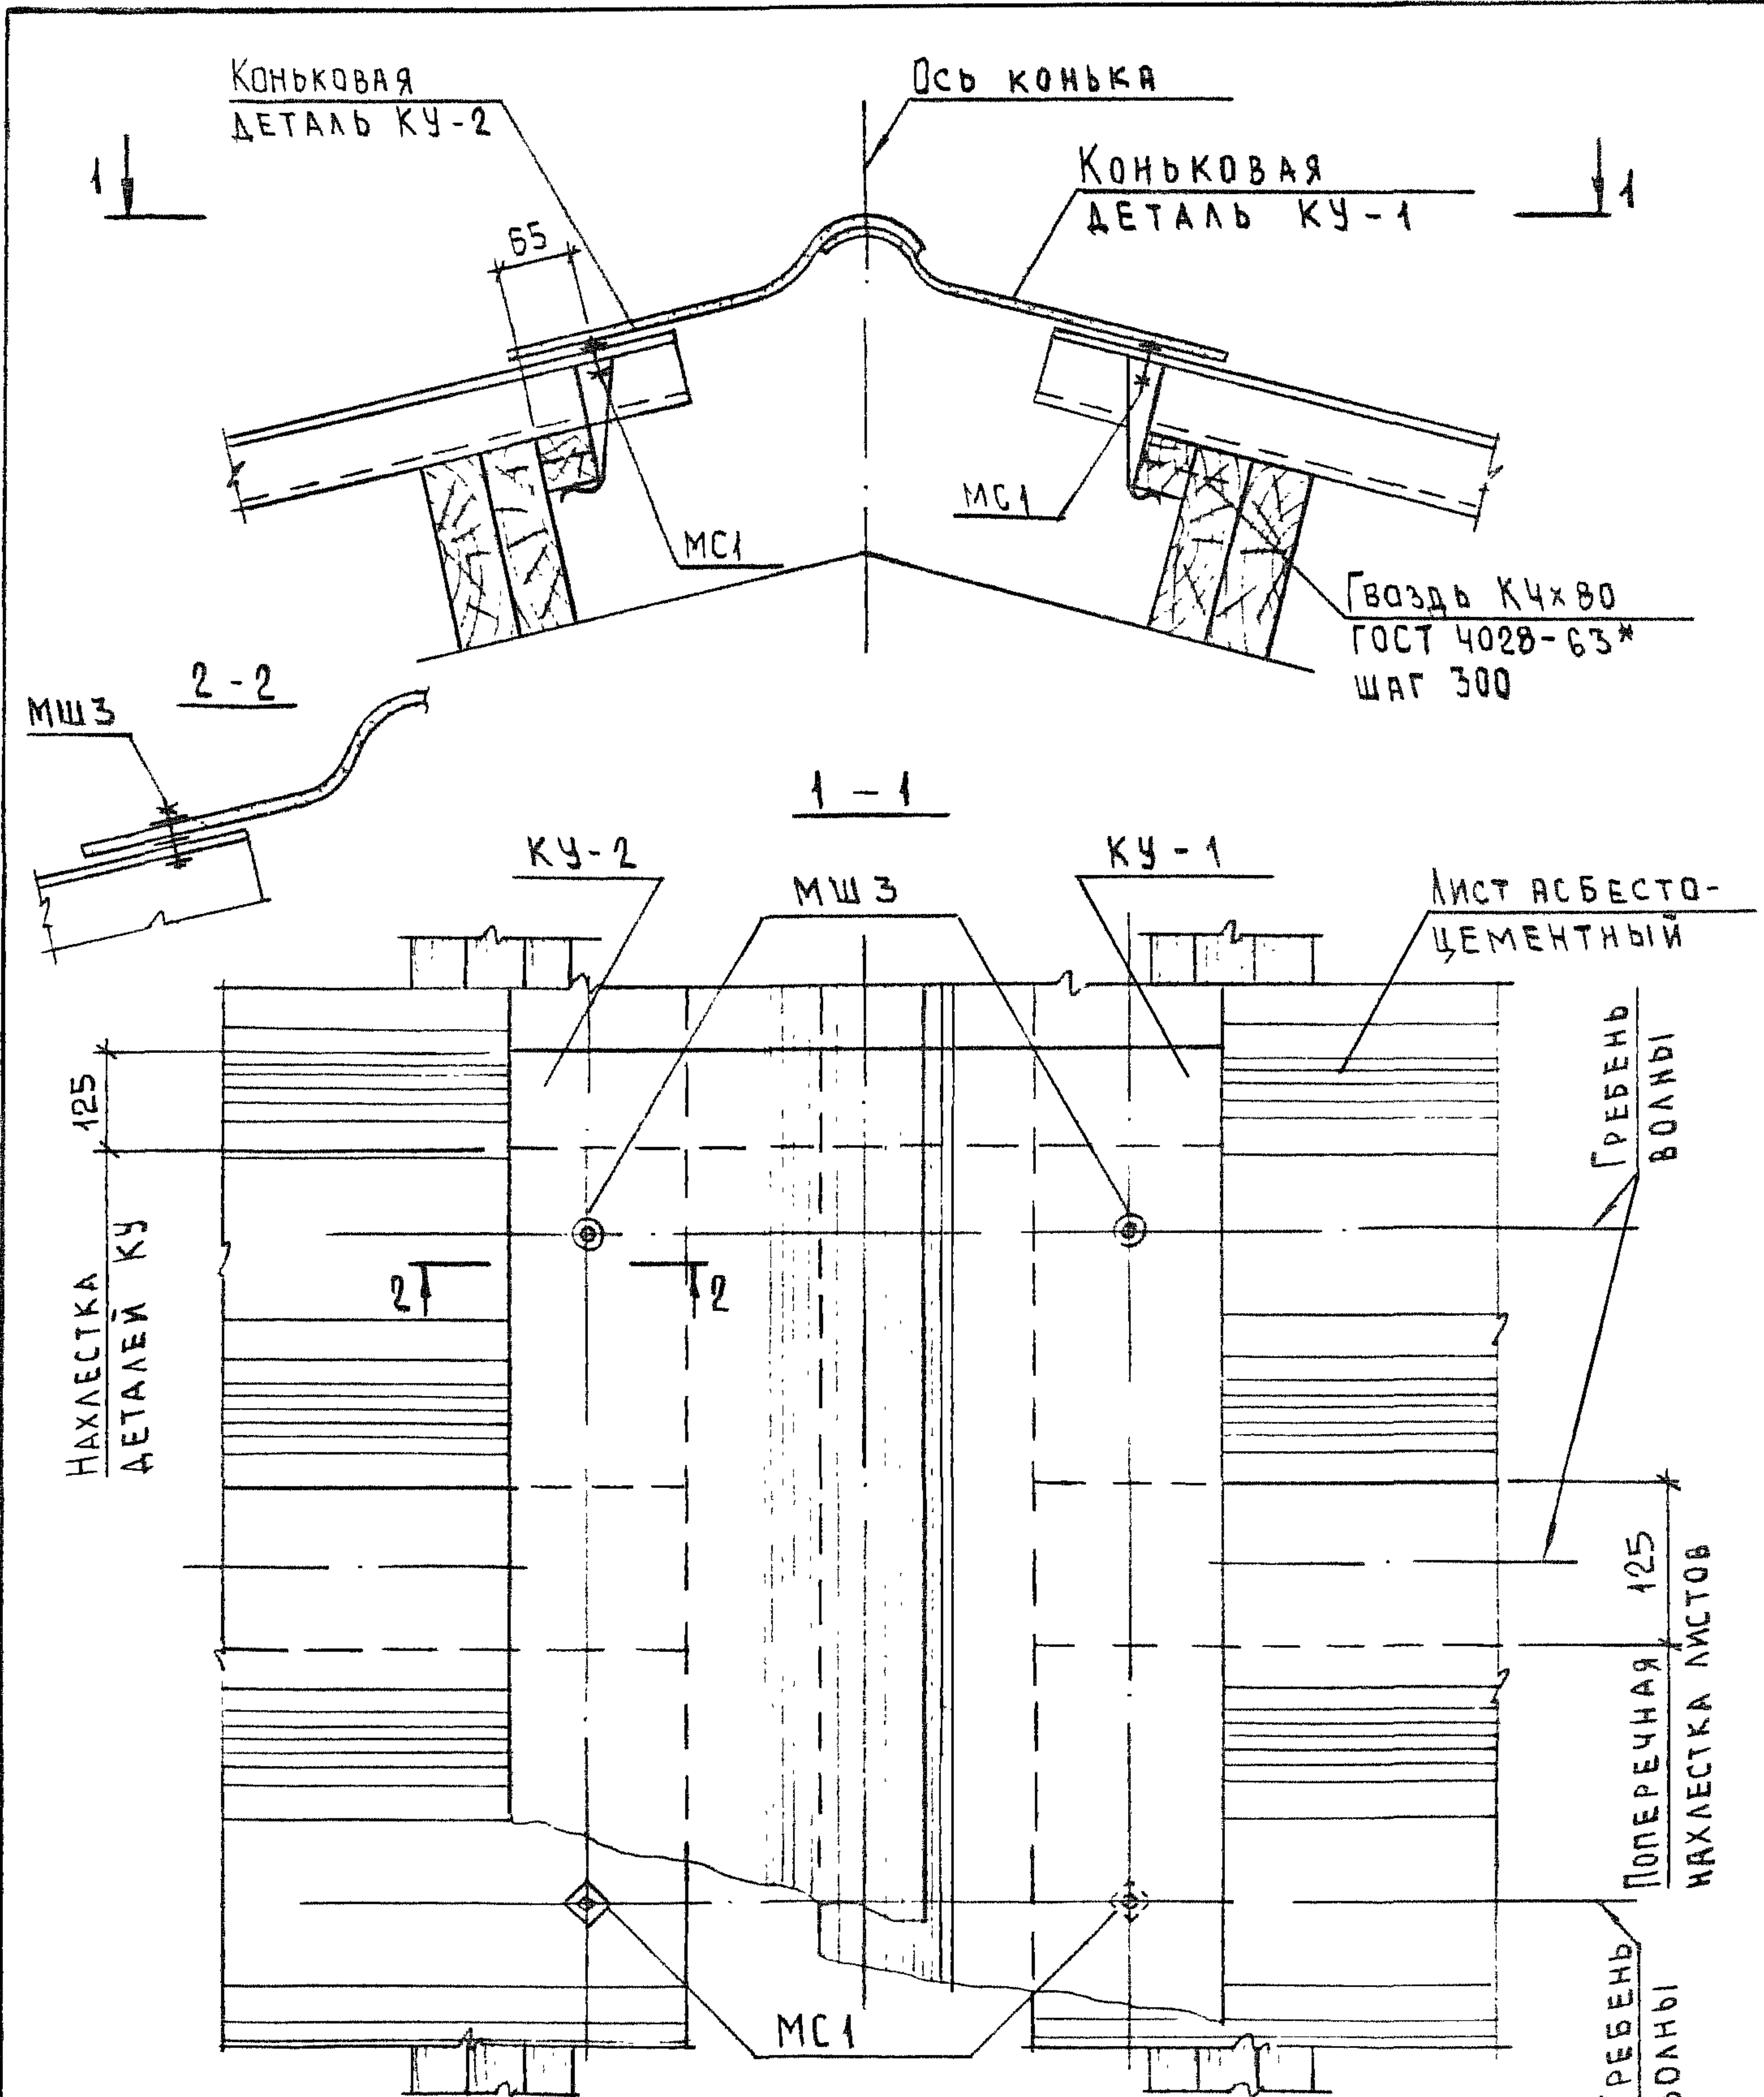 Коньковая
деталь КУ-2
Ось конька
1
1
Коньковая
деталь КУ-1
65
МС1
МС1
Гвоздь К4х80
ГОСТ 4028-63*
шаг 300
2-2
МШ3
1-1
КУ-2
МШ3
КУ-1
Лист асбесто-
цементный
125
Нахлестка
деталей КУ
Гребень
волны
2
2
125
Поперечная
нахлестка листов
МС1
Гребень
волны